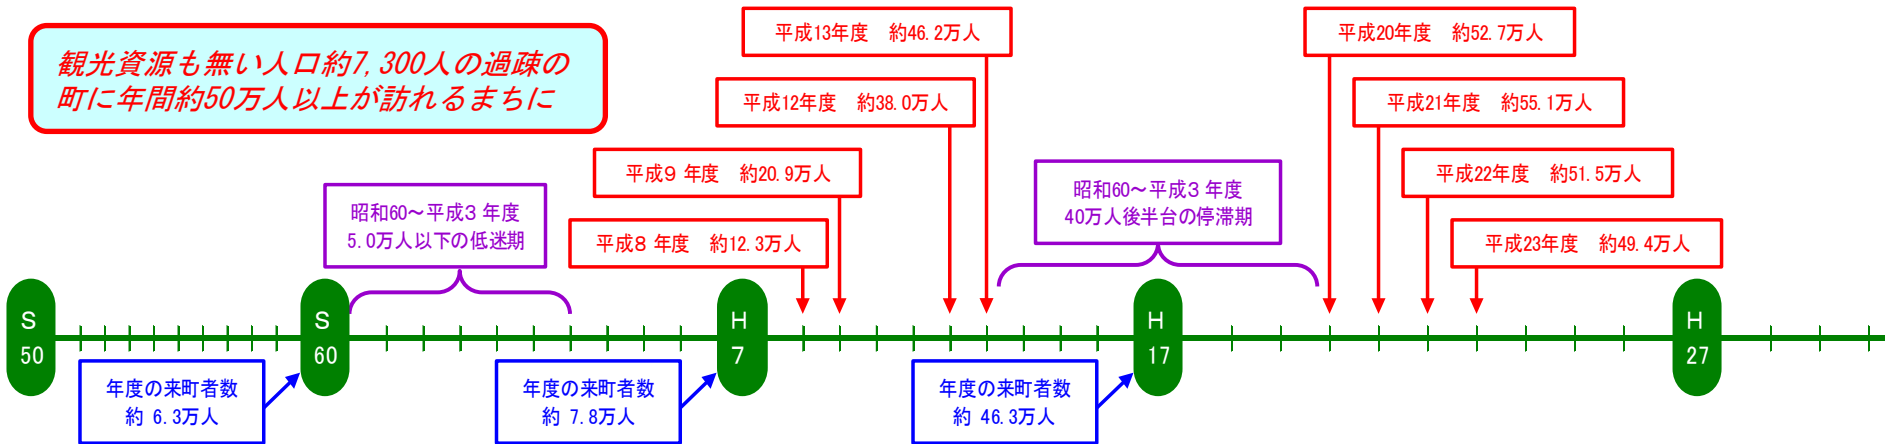 観光資源も無い人口約7,300人の過疎の
町に年間約50万人以上が訪れるまちに
平成13年度　約46.2万人
平成20年度　約52.7万人
平成12年度　約38.0万人
平成21年度　約55.1万人
平成９年度　約20.9万人
平成22年度　約51.5万人
昭和60～平成３年度
5.0万人以下の低迷期
昭和60～平成３年度
40万人後半台の停滞期
平成８年度　約12.3万人
平成23年度　約49.4万人
S
50
S
60
H
7
H
17
H
27
年度の来町者数
約 6.3万人
年度の来町者数
約 7.8万人
年度の来町者数
約 46.3万人